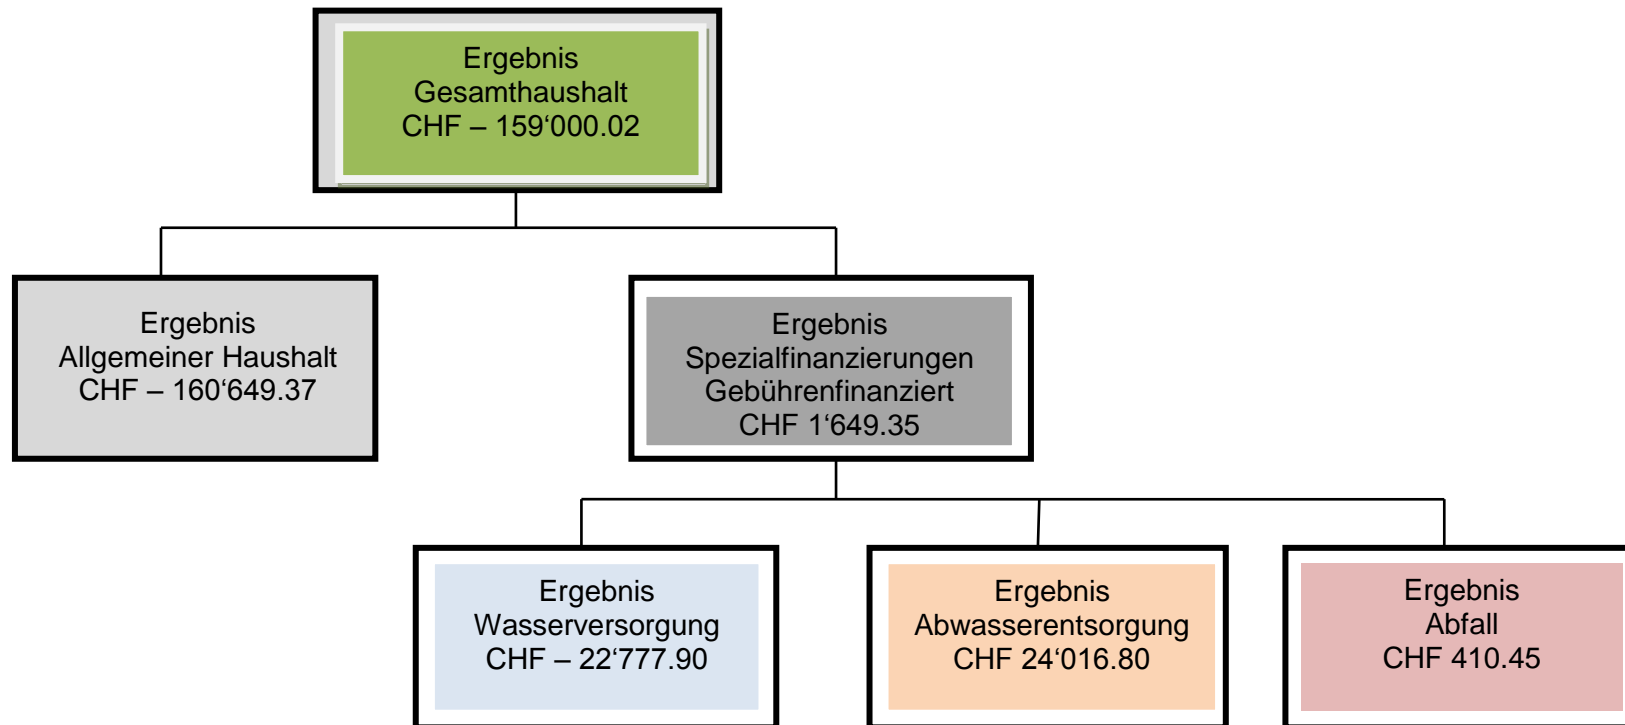 Ergebnis
Gesamthaushalt
CHF – 159‘000.02
Ergebnis
Allgemeiner Haushalt
CHF – 160‘649.37
Ergebnis
Spezialfinanzierungen
Gebührenfinanziert
CHF 1‘649.35
Ergebnis
Wasserversorgung
CHF – 22‘777.90
Ergebnis
Abwasserentsorgung
CHF 24‘016.80
Ergebnis
Abfall
CHF 410.45